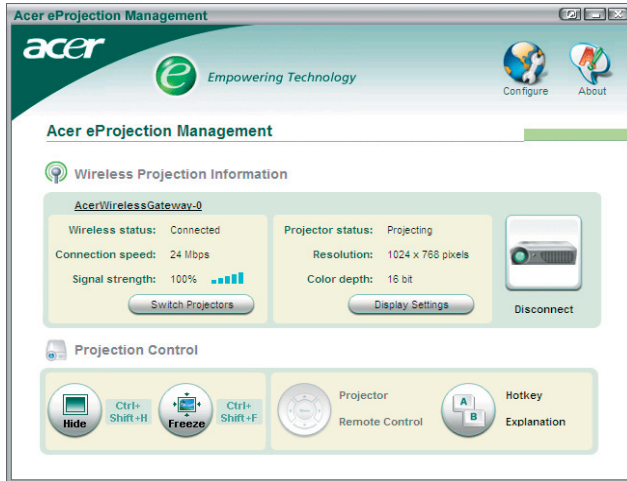 Acer eProjection Management
acer
e Empowering Technology
Configure
About
Acer eProjection Management
Wireless Projection Information
AcerWirelessGateway-0
Wireless status: Connected
Connection speed: 24 Mbps
Signal strength: 100%
Switch Projectors
Projector status: Projecting
Resolution: 1024 x 768 pixels
Color depth: 16 bit
Display Settings
Disconnect
Projection Control
Hide
Ctrl+
Shift+H
Freeze
Ctrl+
Shift+F
Projector
Remote Control
A
B
Hotkey
Explanation